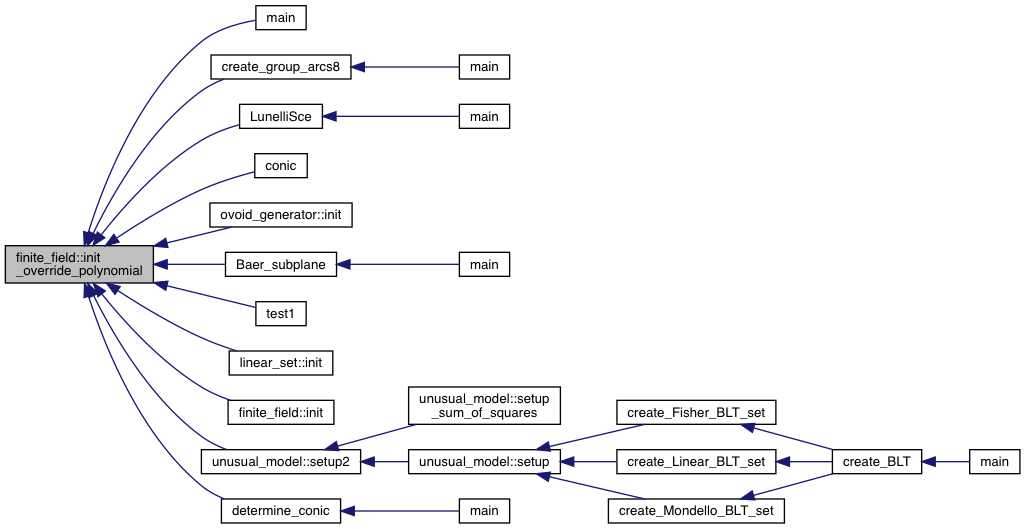 main
create_group_arcs8
main
LunelliSce
main
conic
ovoid_generator::init
finite_field::init
_override_polynomial
Baer_subplane
main
test1
linear_set::init
finite_field::init
unusual_model::setup
_sum_of_squares
create_Fisher_BLT_set
unusual_model::setup2
unusual_model::setup
create_Linear_BLT_set
create_BLT
main
determine_conic
main
create_Mondello_BLT_set